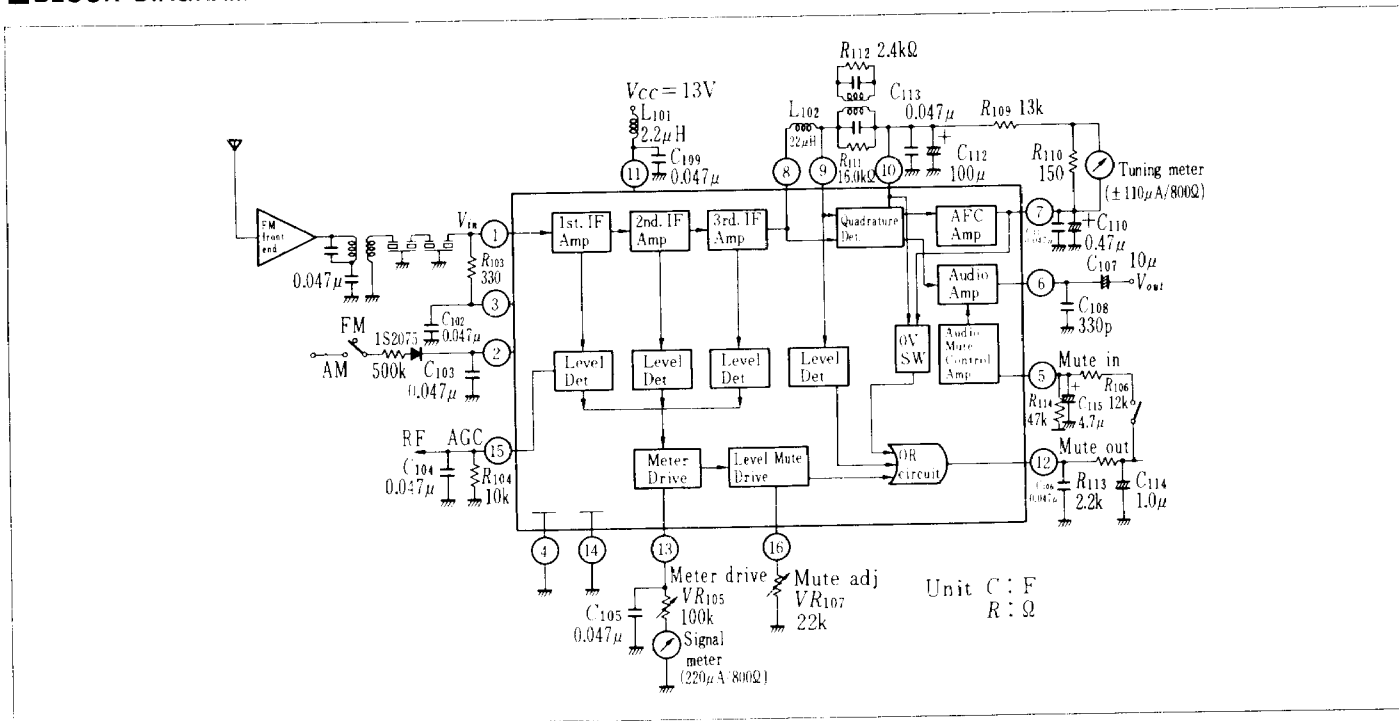 Vcc = 13V
L101
2.2μH
C109
0.047μ
11
R112 2.4kΩ
L102
22μH
R111
8
9
10
C113
0.047μ
C112
100μ
R109 13k
R110
150
Tuning meter
(±110μA/800Ω)
FM
front
end
0.047μ
VIN
1
R103
330
3
C102
0.047μ
FM
AM
1S2075
500k
C103
0.047μ
2
1st. IF
Amp
2nd. IF
Amp
3rd. IF
Amp
Quadrature
Det.
AFC
Amp
7
C110
0.47μ
Audio
Amp
6
C107
10μ
Vout
C108
330p
Level
Det
Level
Det
Level
Det
Level
Det
0V
SW
Audio
Mute
Control
Amp
5
Mute in
R114
47k
C115
4.7μ
R106
12k
RF
AGC
15
C104
0.047μ
R104
10k
Meter
Drive
Level Mute
Drive
OR
circuit
12
Mute out
0.047μ
R113
2.2k
C114
1.0μ
4
14
13
16
Meter drive
VR105
100k
C105
0.047μ
Signal
meter
(220μA/800Ω)
Mute adj
VR107
22k
Unit C : F
R : Ω